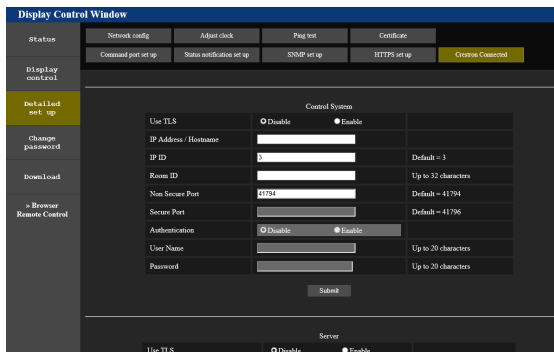 Display Control Window
Status
Display control
Detailed set up
Change password
Download
» Browser Remote Control
Network config Adjust clock Ping test Certificate
Command port set up Status notification set up SNMP set up HTTPS set up Crestron Connected
Control System
Use TLS Disable Enable
IP Address / Hostname
IP ID 3 Default = 3
Room ID Up to 32 characters
Non Secure Port 41794 Default = 41794
Secure Port Default = 41796
Authentication Disable Enable
User Name Up to 20 characters
Password Up to 20 characters
Submit
Server
Use TLS Disable Enable